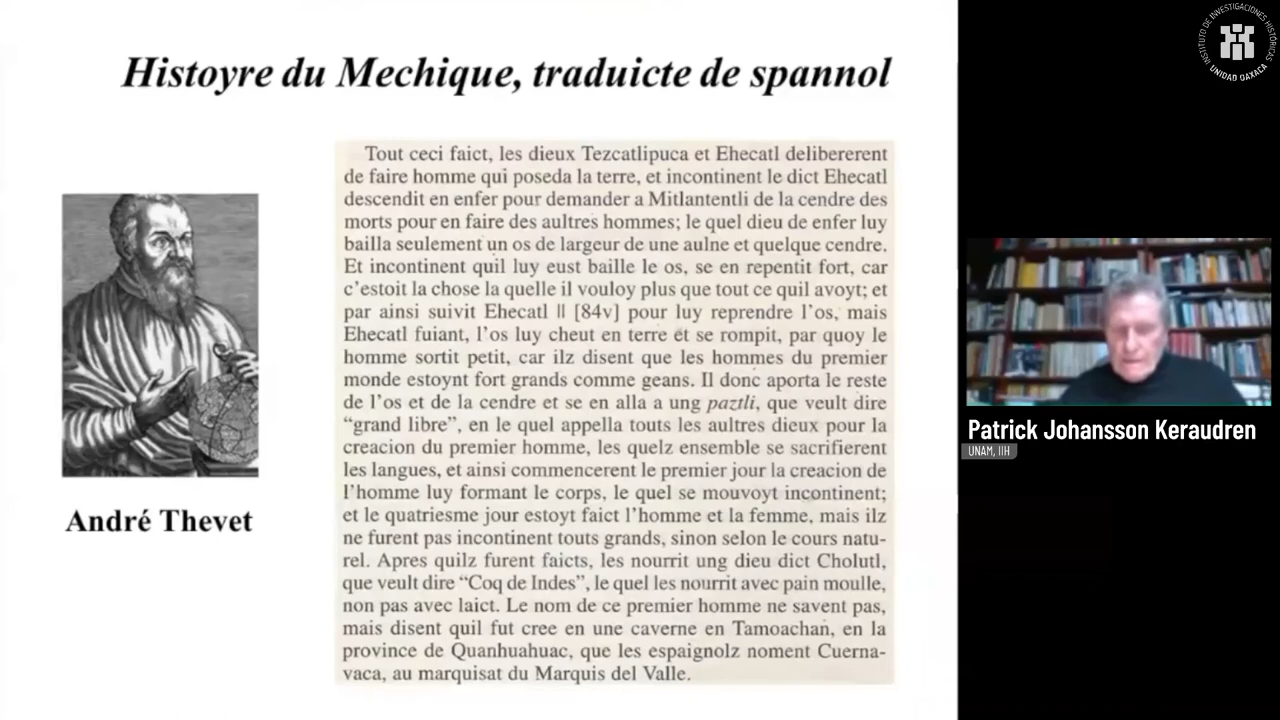 Histoyre du Mechique, traduicte de spannol
Tout ceci faict, les dieux Tezcatlipuca et Ehecatl delibererent
de faire homme qui poseda la terre, et incontinent le dict Ehecatl
descendit en enfer pour demander a Mitlantentli de la cendre des
morts pour en faire des aultres hommes; le quel dieu de enfer luy
bailla seulement un os de largeur de une aulne et quelque cendre.
Et incontinent quil luy eust baille le os, se en repentit fort, car
c’estoit la chose la quelle il vouloy plus que tout ce quil avoyt; et
par ainsi suivit Ehecatl || [84v] pour luy reprendre l’os, mais
Ehecatl fuiant, l’os luy cheut en terre et se rompit, par quoy le
homme sortit petit, car ilz disent que les hommes du premier
monde estoynt fort grands comme geans. Il donc aporta le reste
de l’os et de la cendre et se en alla a ung paztli, que veult dire
“grand libre”, en le quel appella touts les aultres dieux pour la
creacion du premier homme, les quelz ensemble se sacrifierent
les langues, et ainsi commencerent le premier jour la creacion de
l’homme luy formant le corps, le quel se mouvoyt incontinent;
et le quatriesme jour estoyt faict l’homme et la femme, mais ilz
ne furent pas incontinent touts grands, sinon selon le cours natu-
rel. Apres quilz furent faicts, les nourrit ung dieu dict Cholutl,
que veult dire “Coq de Indes”, le quel les nourrit avec pain moulle,
non pas avec laict. Le nom de ce premier homme ne savent pas,
mais disent quil fut cree en une caverne en Tamoachan, en la
province de Quanhuahuac, que les espaignolz noment Cuerna-
vaca, au marquisat du Marquis del Valle.
André Thevet
INSTITUTO DE INVESTIGACIONES HISTÓRICAS
UNIDAD OAXACA
Patrick Johansson Keraudren
UNAM, IIH